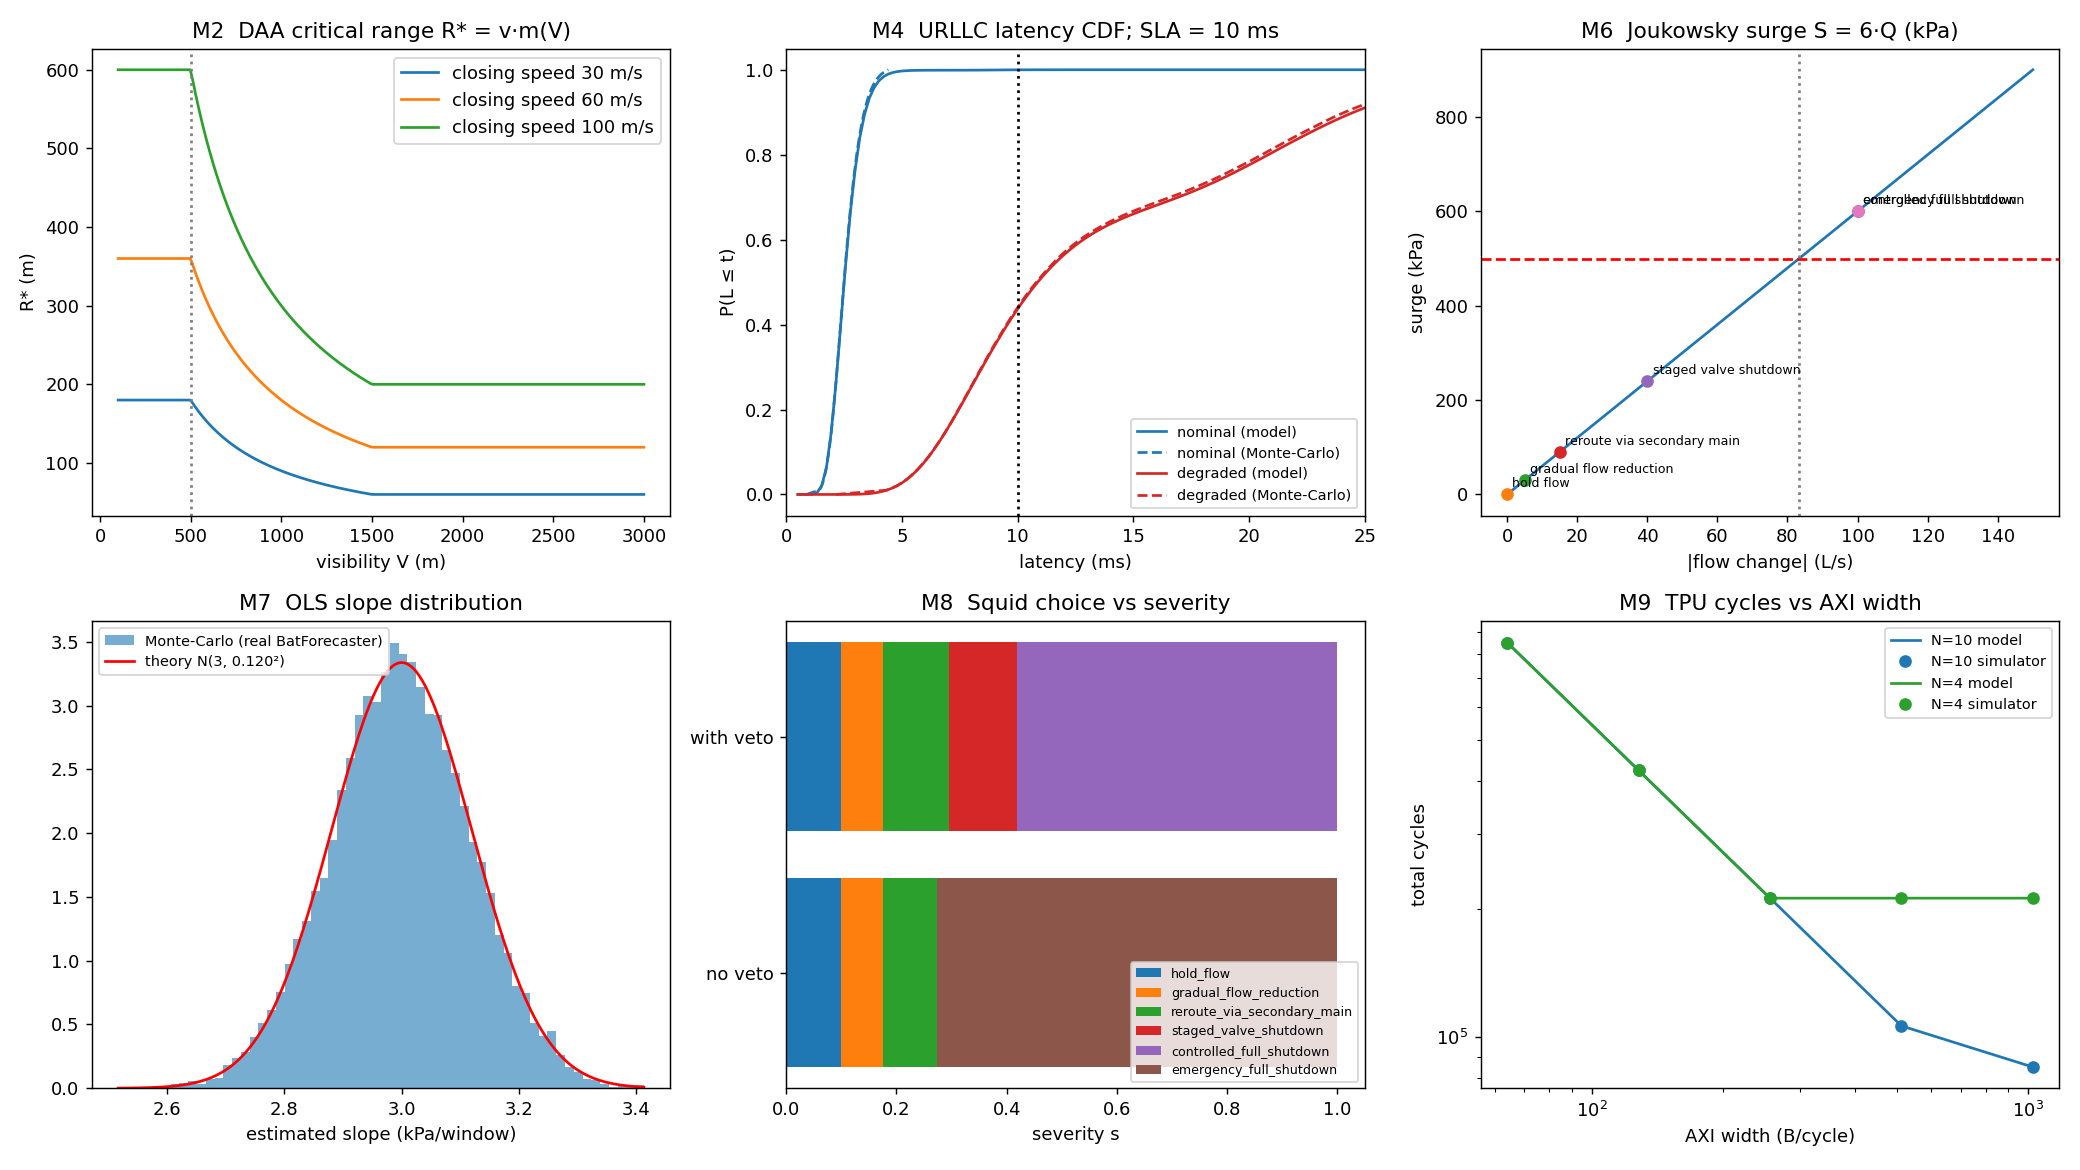 M2  DAA critical range R* = v·m(V)
600
500
400
300
200
100
R* (m)
closing speed 30 m/s
closing speed 60 m/s
closing speed 100 m/s
0
500
1000
1500
2000
2500
3000
visibility V (m)
M4  URLLC latency CDF; SLA = 10 ms
1.0
0.8
0.6
0.4
0.2
0.0
P(L ≤ t)
nominal (model)
nominal (Monte-Carlo)
degraded (model)
degraded (Monte-Carlo)
0
5
10
15
20
25
latency (ms)
M6  Joukowsky surge S = 6·Q (kPa)
800
600
400
200
0
surge (kPa)
staged valve shutdown
reroute via secondary main
gradual flow reduction
hold flow
0
20
40
60
80
100
120
140
|flow change| (L/s)
M7  OLS slope distribution
Monte-Carlo (real BatForecaster)
theory N(3, 0.120²)
3.5
3.0
2.5
2.0
1.5
1.0
0.5
0.0
2.6
2.8
3.0
3.2
3.4
estimated slope (kPa/window)
M8  Squid choice vs severity
with veto
no veto
hold_flow
gradual_flow_reduction
reroute_via_secondary_main
staged_valve_shutdown
controlled_full_shutdown
emergency_full_shutdown
0.0
0.2
0.4
0.6
0.8
1.0
severity s
M9  TPU cycles vs AXI width
N=10 model
N=10 simulator
N=4 model
N=4 simulator
total cycles
10⁵
10²
10³
AXI width (B/cycle)